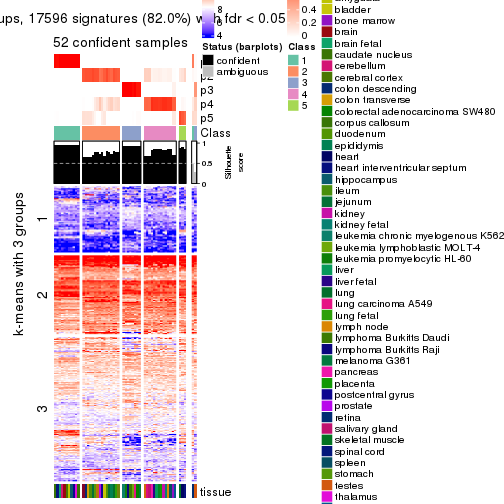 ups, 17596 signatures (82.0%) with fdr < 0.05
52 confident samples
p3
p4
p5
Class
1
0.5
0
Silhouette
score
k-means with 3 groups
1
2
3
tissue
8
6
4
Status (barplots)
confident
ambiguous
0.4
0.2
0
Class
1
2
3
4
5
bladder
bone marrow
brain
brain fetal
caudate nucleus
cerebellum
cerebral cortex
colon descending
colon transverse
colorectal adenocarcinoma SW480
corpus callosum
duodenum
epididymis
heart
heart interventricular septum
hippocampus
ileum
jejunum
kidney
kidney fetal
leukemia chronic myelogenous K562
leukemia lymphoblastic MOLT-4
leukemia promyelocytic HL-60
liver
liver fetal
lung
lung carcinoma A549
lung fetal
lymph node
lymphoma Burkitts Daudi
lymphoma Burkitts Raji
melanoma G361
pancreas
placenta
postcentral gyrus
prostate
retina
salivary gland
skeletal muscle
spinal cord
spleen
stomach
testes
thalamus